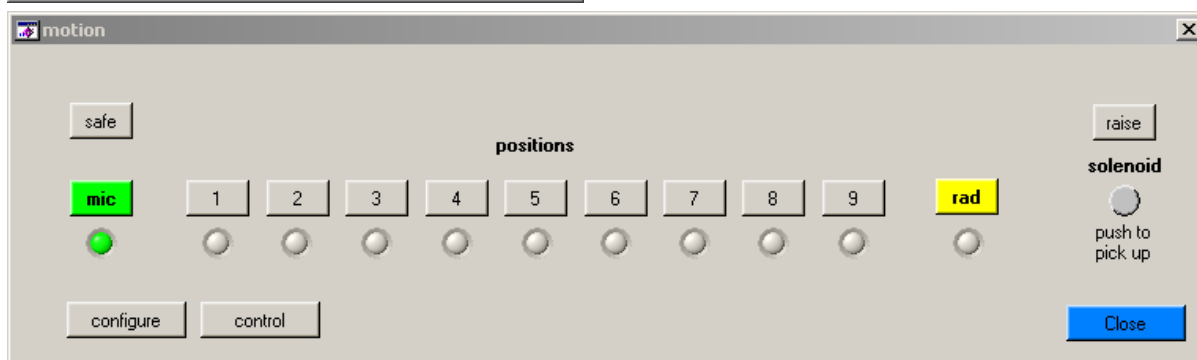 motion
safe
raise
positions
solenoid
mic 1 2 3 4 5 6 7 8 9 rad
push to
pick up
configure control Close